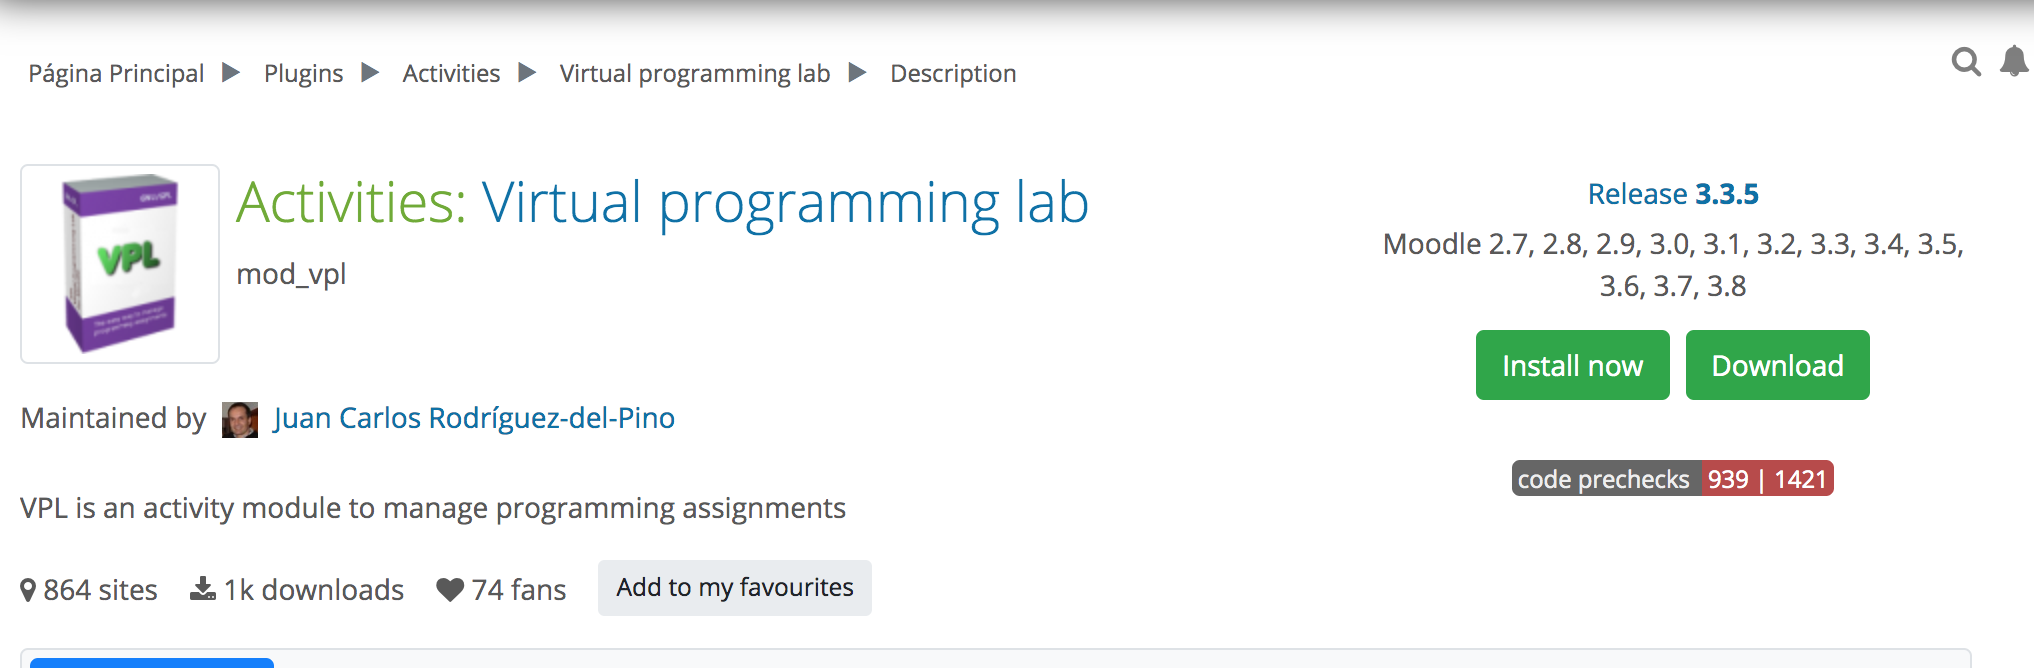 Página Principal ▶ Plugins ▶ Activities ▶ Virtual programming lab ▶ Description
GNU/GPL
VPL
Activities: Virtual programming lab
mod_vpl
Release 3.3.5
Moodle 2.7, 2.8, 2.9, 3.0, 3.1, 3.2, 3.3, 3.4, 3.5,
3.6, 3.7, 3.8
Install now
Download
Maintained by Juan Carlos Rodríguez-del-Pino
code prechecks 939 | 1421
VPL is an activity module to manage programming assignments
864 sites 1k downloads 74 fans Add to my favourites